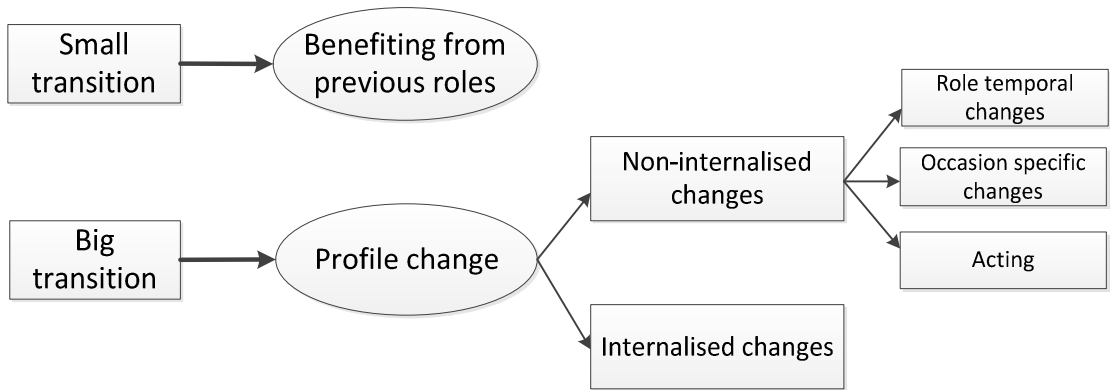 Small
transition
Benefiting from
previous roles
Big
transition
Profile change
Non-internalised
changes
Internalised changes
Role temporal
changes
Occasion specific
changes
Acting